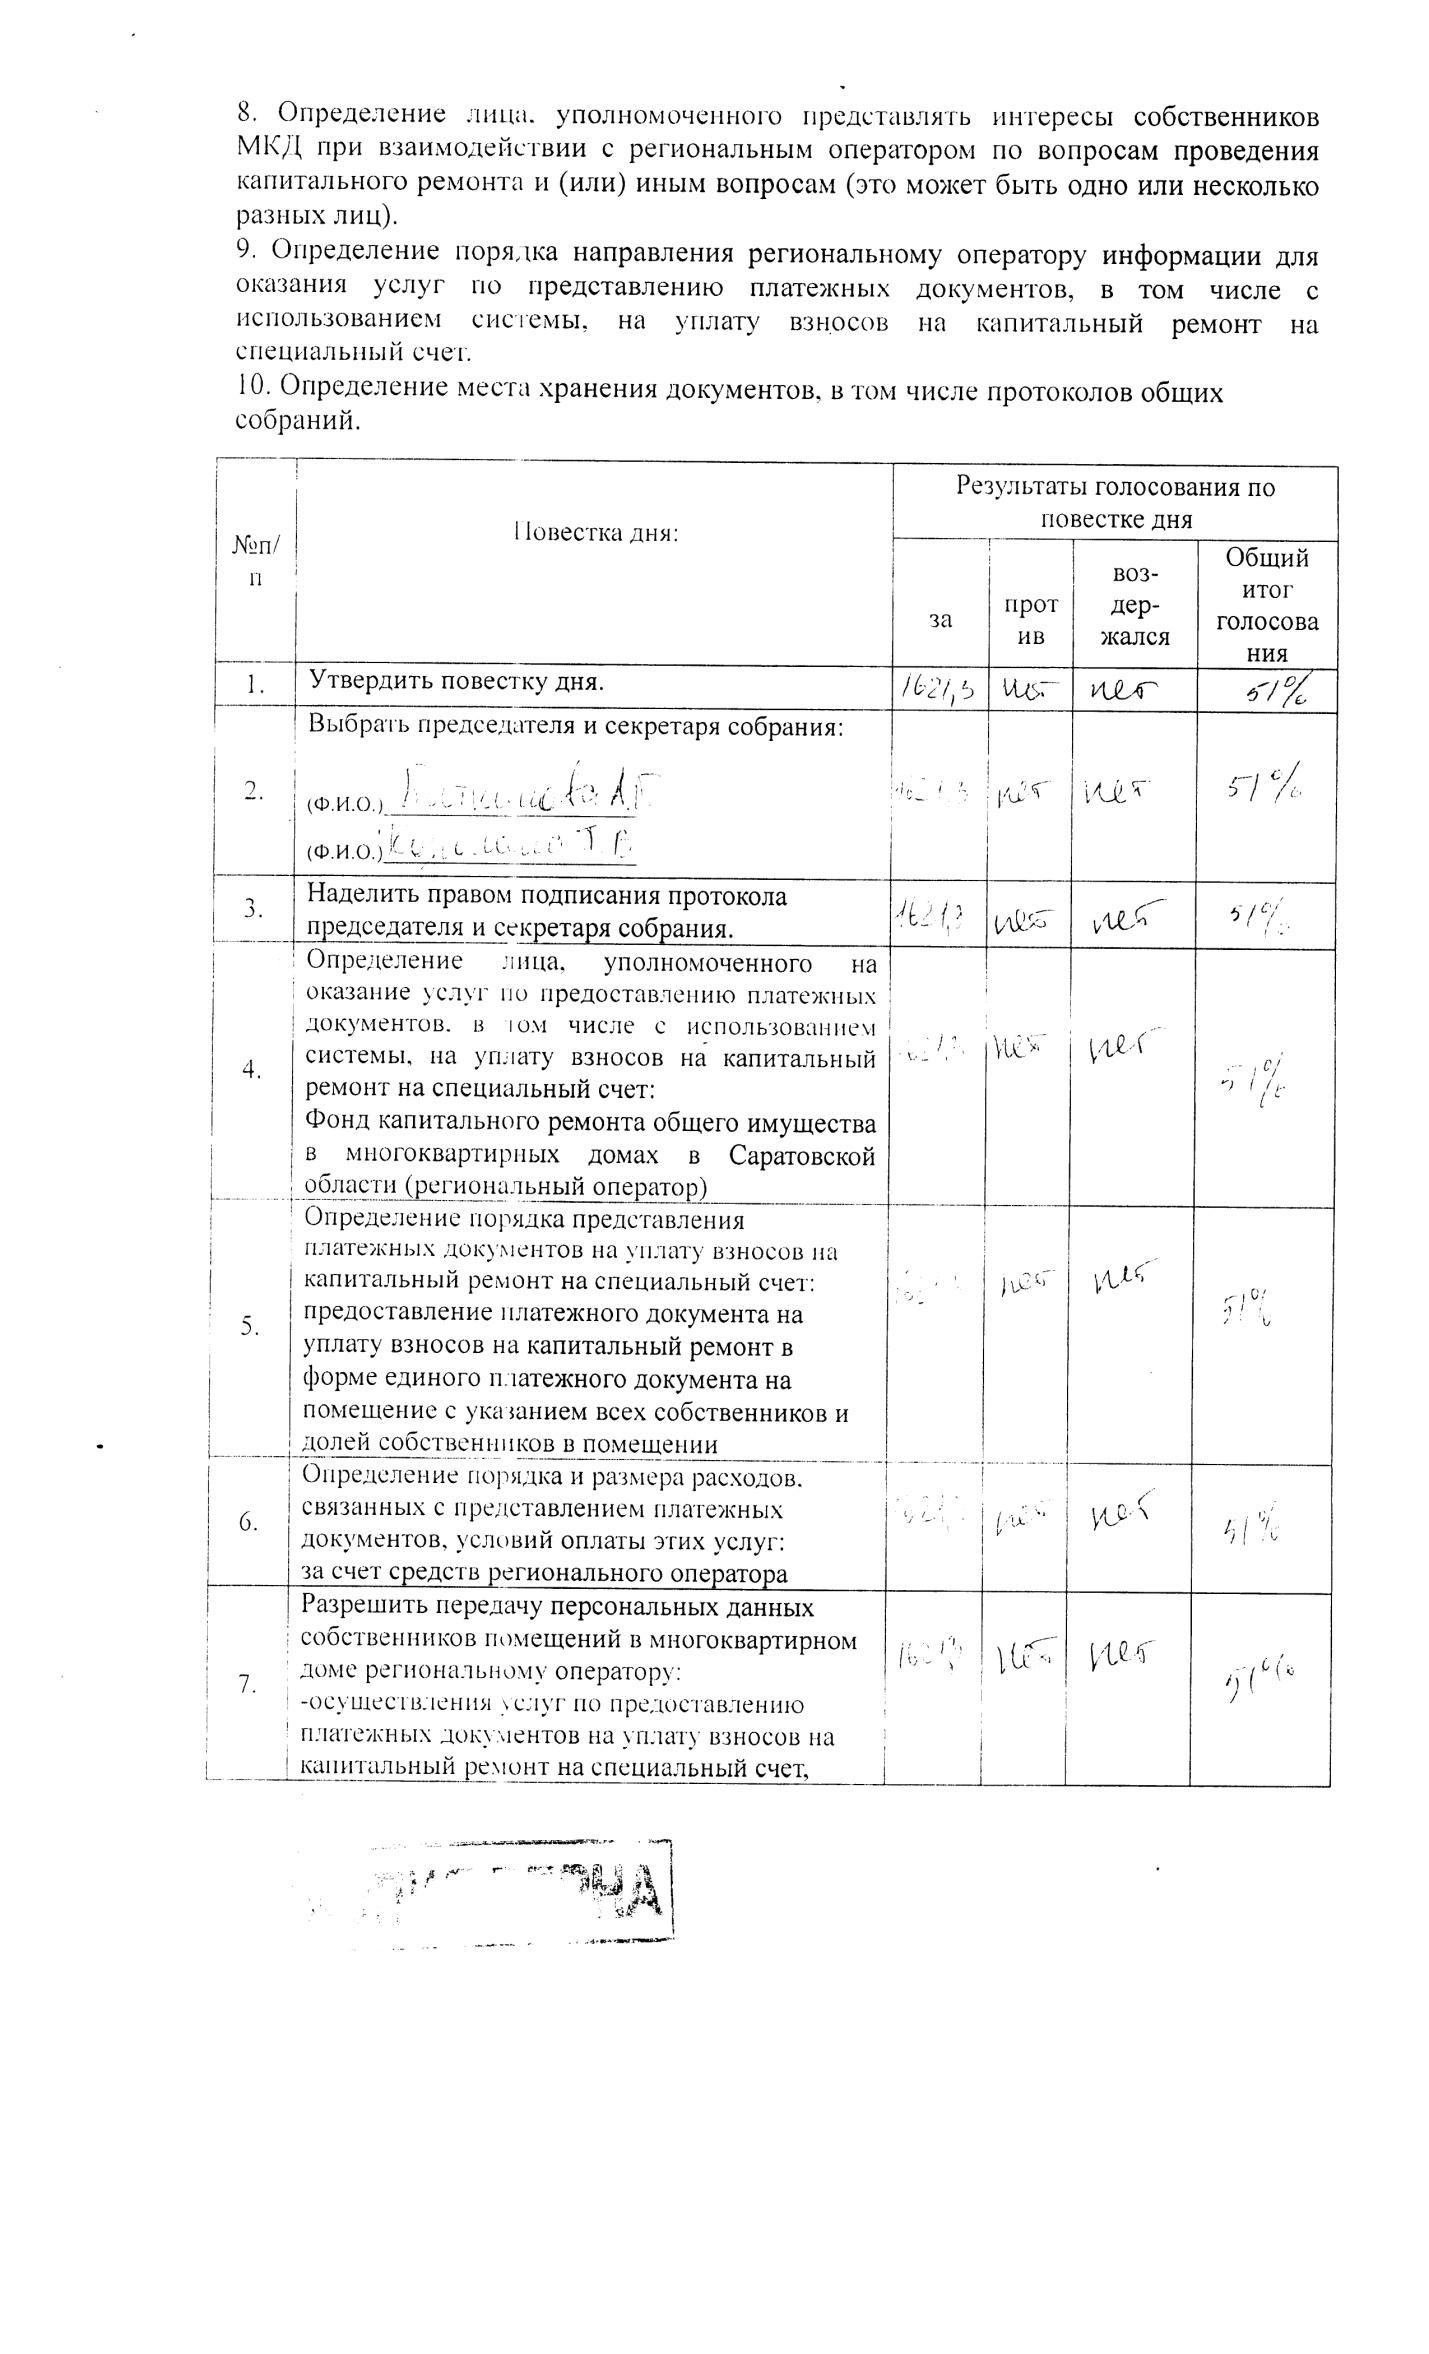 8. Определение лица, уполномоченного представлять интересы собственников
МКД при взаимодействии с региональным оператором по вопросам проведения
капитального ремонта и (или) иным вопросам (это может быть одно или несколько
разных лиц).
9. Определение порядка направления региональному оператору информации для
оказания услуг по представлению платежных документов, в том числе с
использованием системы, на уплату взносов на капитальный ремонт на
специальный счет.
10. Определение места хранения документов, в том числе протоколов общих
собраний.
№п/
п
Повестка дня:
Результаты голосования по
повестке дня
за
прот
ив
воз-
дер-
жался
Общий
итог
голосова
ния
1.
Утвердить повестку дня.
1621,3 нет нет 51%
2.
Выбрать председателя и секретаря собрания:
(Ф.И.О.)
(Ф.И.О.)
1621,3 нет нет 51%
3.
Наделить правом подписания протокола
председателя и секретаря собрания.
1621,3 нет нет 51%
4.
Определение лица, уполномоченного на
оказание услуг по предоставлению платежных
документов, в том числе с использованием
системы, на уплату взносов на капитальный
ремонт на специальный счет:
Фонд капитального ремонта общего имущества
в многоквартирных домах в Саратовской
области (региональный оператор)
нет нет 51%
5.
Определение порядка представления
платежных документов на уплату взносов на
капитальный ремонт на специальный счет:
предоставление платежного документа на
уплату взносов на капитальный ремонт в
форме единого платежного документа на
помещение с указанием всех собственников и
долей собственников в помещении
нет нет 51%
6.
Определение порядка и размера расходов,
связанных с представлением платежных
документов, условий оплаты этих услуг:
за счет средств регионального оператора
нет нет 51%
7.
Разрешить передачу персональных данных
собственников помещений в многоквартирном
доме региональному оператору:
-осуществления услуг по предоставлению
платежных документов на уплату взносов на
капитальный ремонт на специальный счет,
1621,3 нет нет 51%